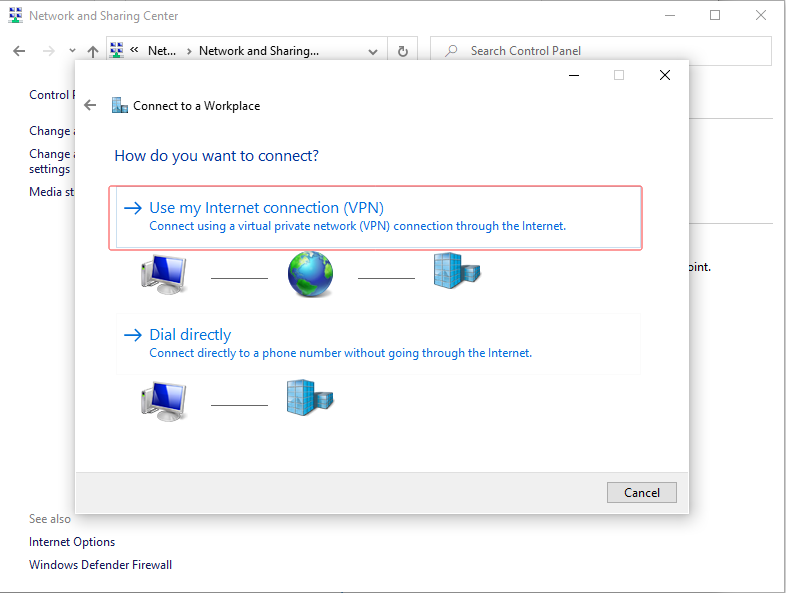 Network and Sharing Center
« Net... › Network and Sharing...
Search Control Panel
Control
Change
Change
settings
Media st
Connect to a Workplace
How do you want to connect?
Use my Internet connection (VPN)
Connect using a virtual private network (VPN) connection through the Internet.
oint.
Dial directly
Connect directly to a phone number without going through the Internet.
Cancel
See also
Internet Options
Windows Defender Firewall